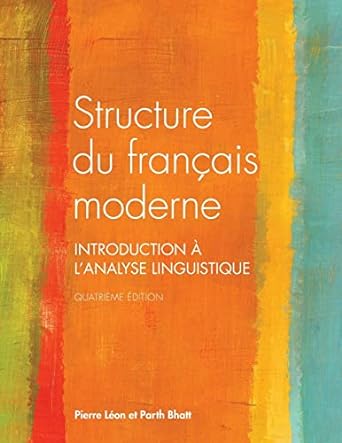 Structure
du français
moderne
INTRODUCTION À
L'ANALYSE LINGUISTIQUE
QUATRIÈME ÉDITION
Pierre Léon et Parth Bhatt